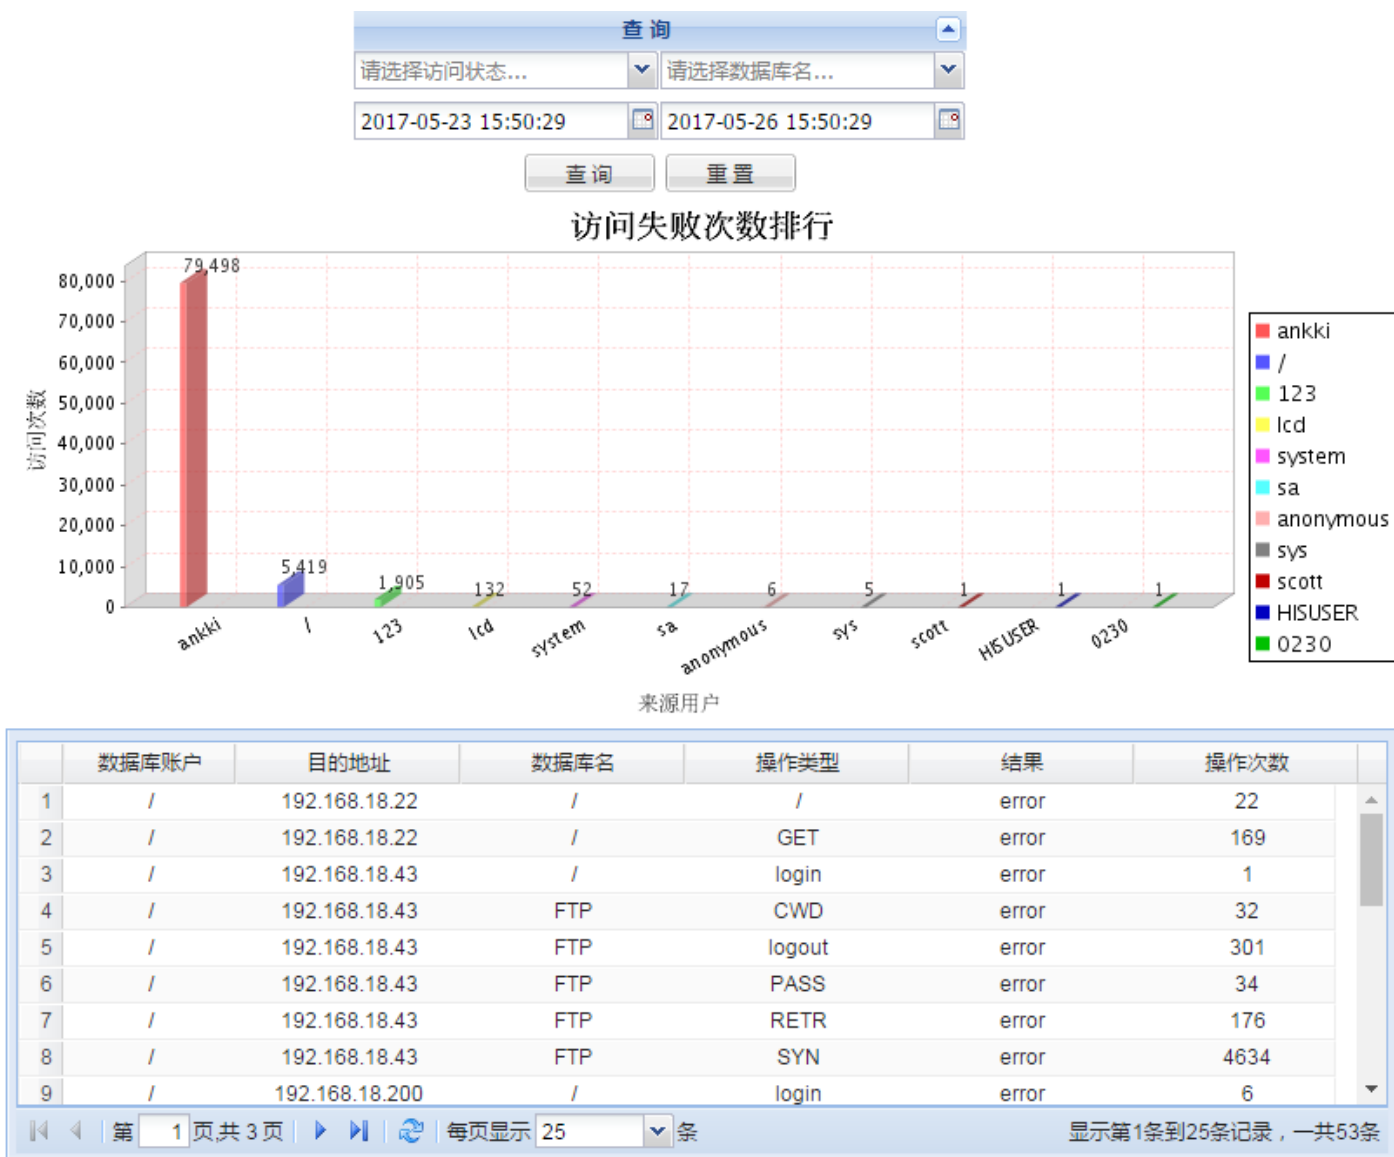 查 询
请选择访问状态... 请选择数据库名...
2017-05-23 15:50:29 2017-05-26 15:50:29
查 询 重 置
访问失败次数排行
访问次数
80,000
70,000
60,000
50,000
40,000
30,000
20,000
10,000
0
79,498 5,419 1,905 132 52 17 6 5 1 1 1
ankki / 123 lcd system sa anonymous sys scott HISUSER 0230
来源用户
ankki
/
123
lcd
system
sa
anonymous
sys
scott
HISUSER
0230
数据库账户 目的地址 数据库名 操作类型 结果 操作次数
1 / 192.168.18.22 / / error 22
2 / 192.168.18.22 / GET error 169
3 / 192.168.18.43 / login error 1
4 / 192.168.18.43 FTP CWD error 32
5 / 192.168.18.43 FTP logout error 301
6 / 192.168.18.43 FTP PASS error 34
7 / 192.168.18.43 FTP RETR error 176
8 / 192.168.18.43 FTP SYN error 4634
9 / 192.168.18.200 / login error 6
第 1 页,共 3 页 每页显示 25 条 显示第1条到25条记录，一共53条